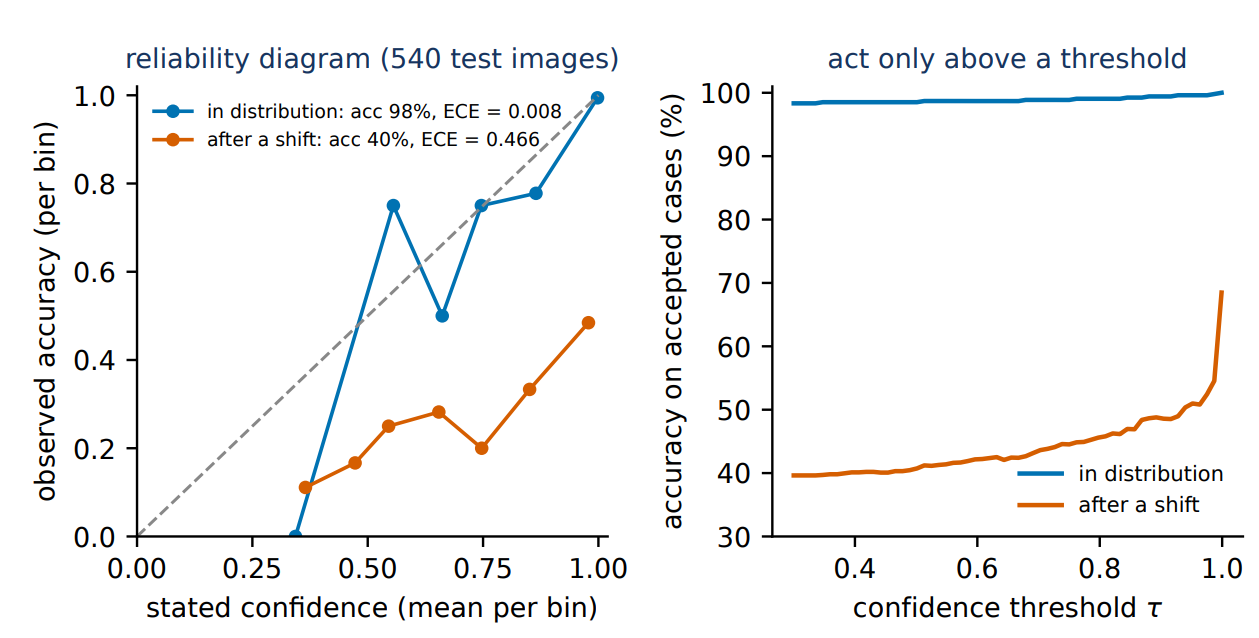 reliability diagram (540 test images)
observed accuracy (per bin)
1.0
0.8
0.6
0.4
0.2
0.0
in distribution: acc 98%, ECE = 0.008
after a shift: acc 40%, ECE = 0.466
0.00 0.25 0.50 0.75 1.00
stated confidence (mean per bin)
act only above a threshold
accuracy on accepted cases (%)
100
90
80
70
60
50
40
30
in distribution
after a shift
0.4 0.6 0.8 1.0
confidence threshold τ